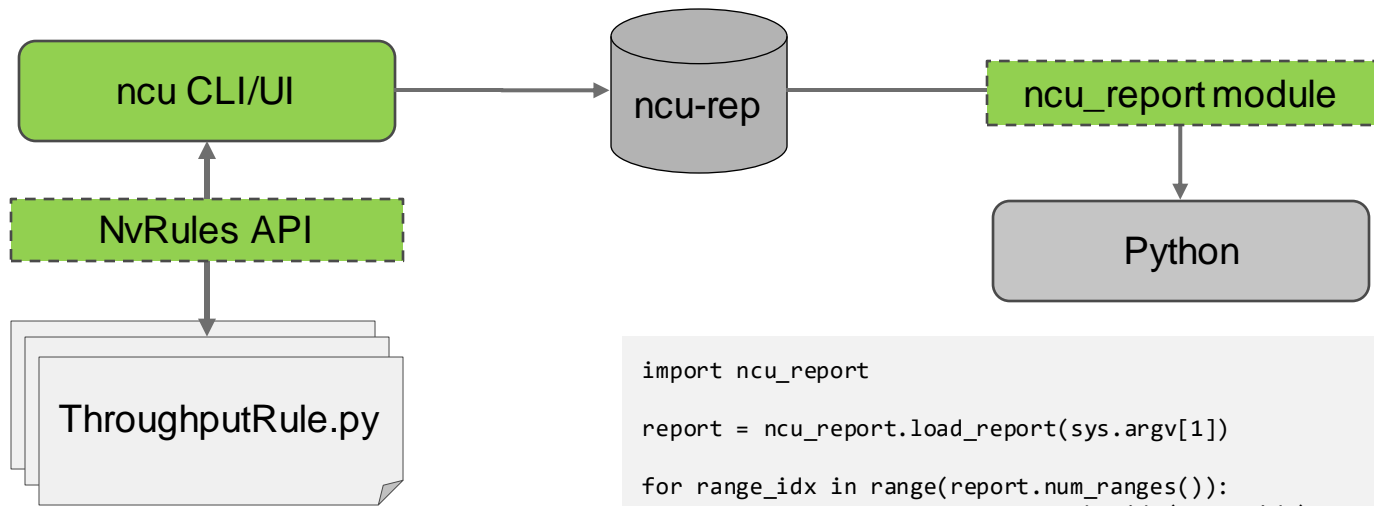 ncu CLI/UI
ncu-rep
ncu_report module
NvRules API
Python
ThroughputRule.py
import ncu_report
report = ncu_report.load_report(sys.argv[1])
for range_idx in range(report.num_ranges()):